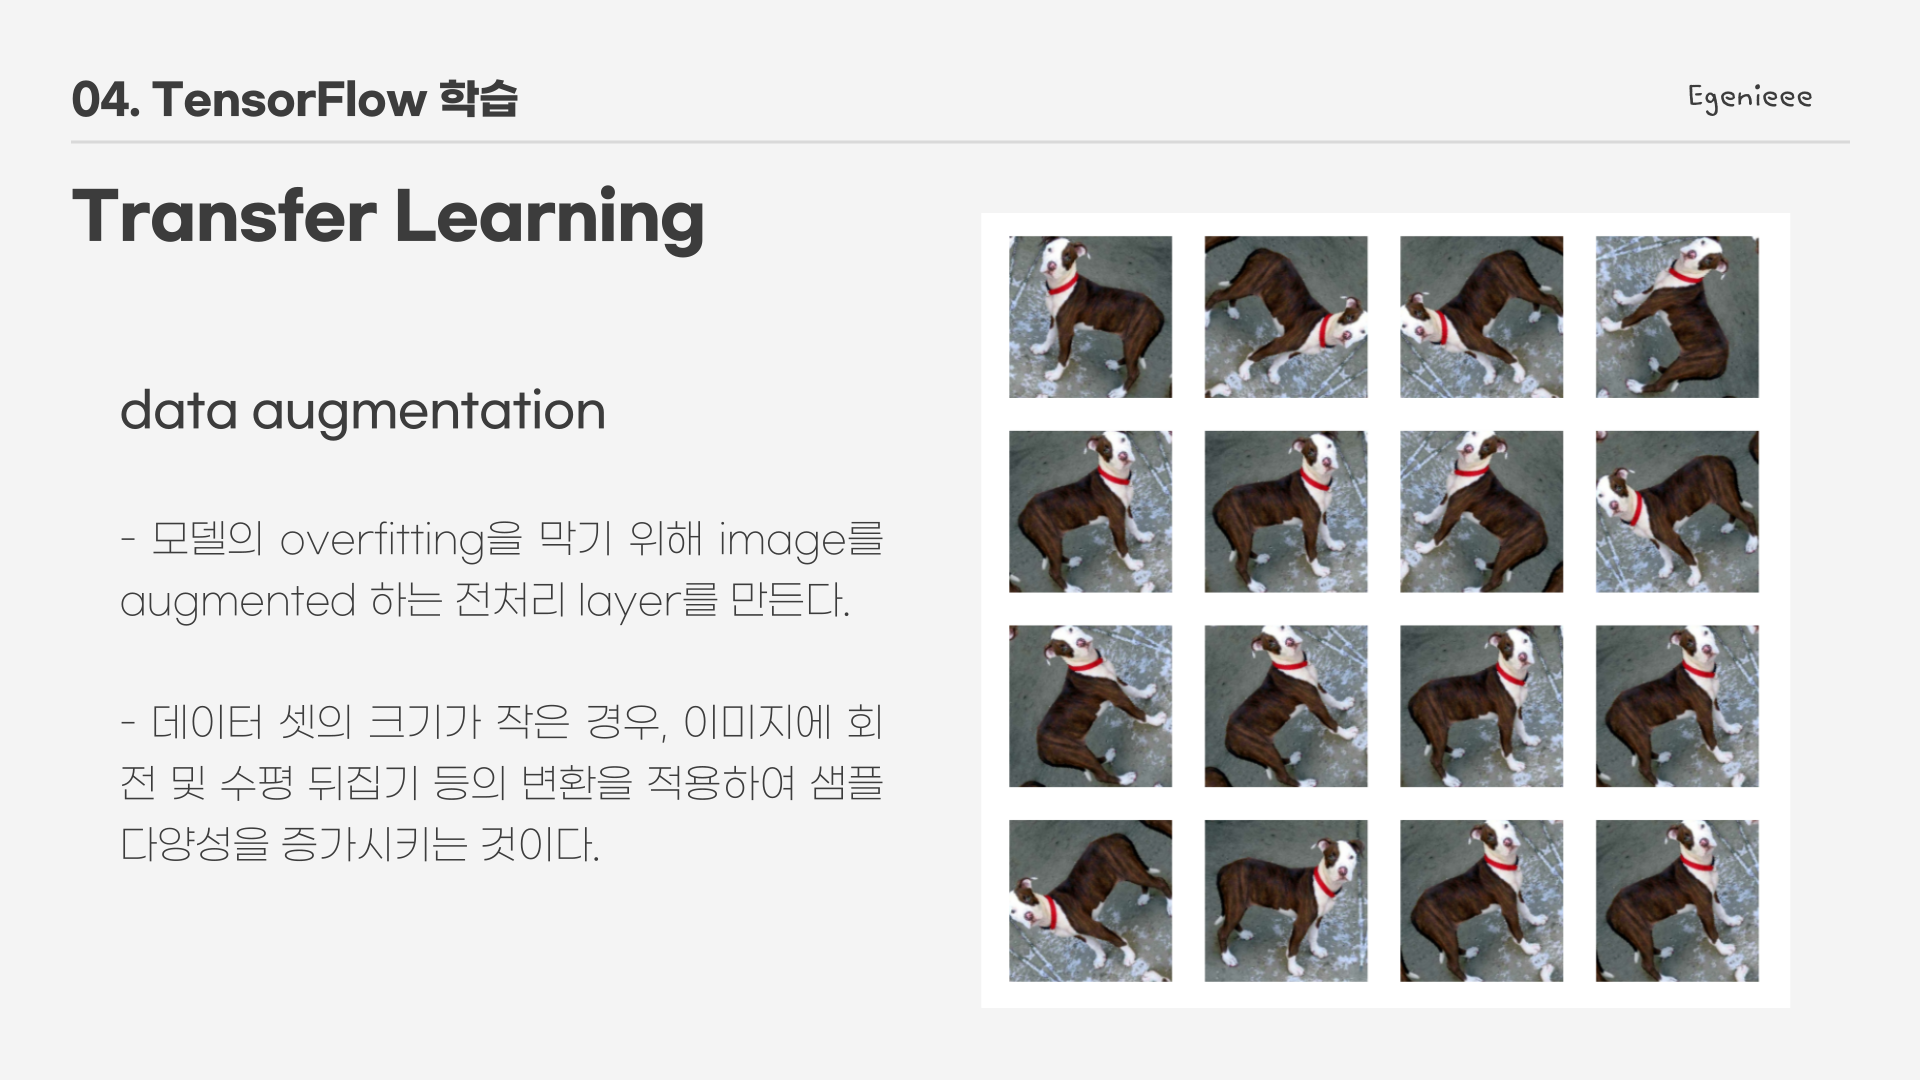 04. TensorFlow 학습
Egenieee
Transfer Learning
data augmentation
- 모델의 overfitting을 막기 위해 image를
augmented 하는 전처리 layer를 만든다.
- 데이터 셋의 크기가 작은 경우, 이미지에 회
전 및 수평 뒤집기 등의 변환을 적용하여 샘플
다양성을 증가시키는 것이다.